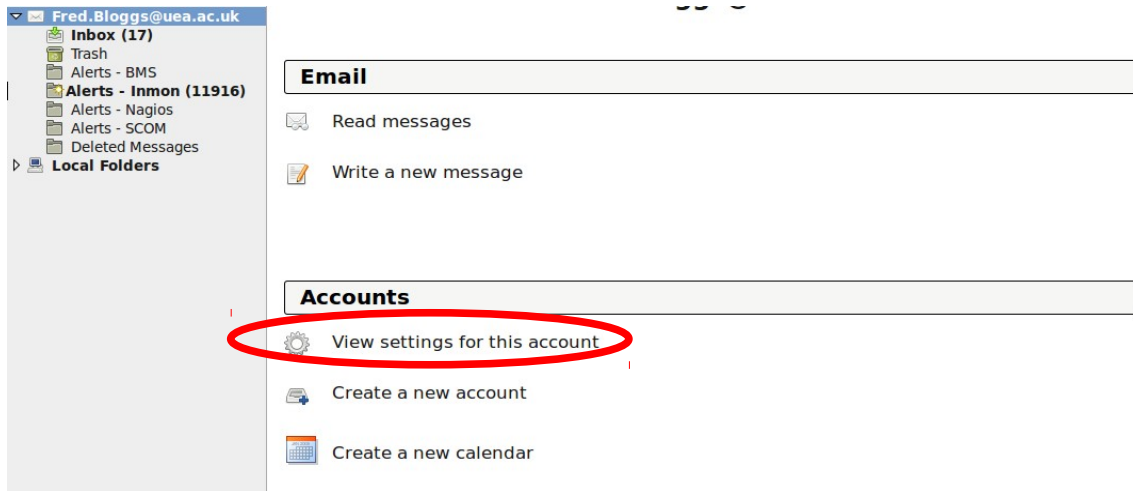 Fred.Bloggs@uea.ac.uk
Inbox (17)
Trash
Alerts - BMS
Alerts - Inmon (11916)
Alerts - Nagios
Alerts - SCOM
Deleted Messages
Local Folders
Email
Read messages
Write a new message
Accounts
View settings for this account
Create a new account
Create a new calendar